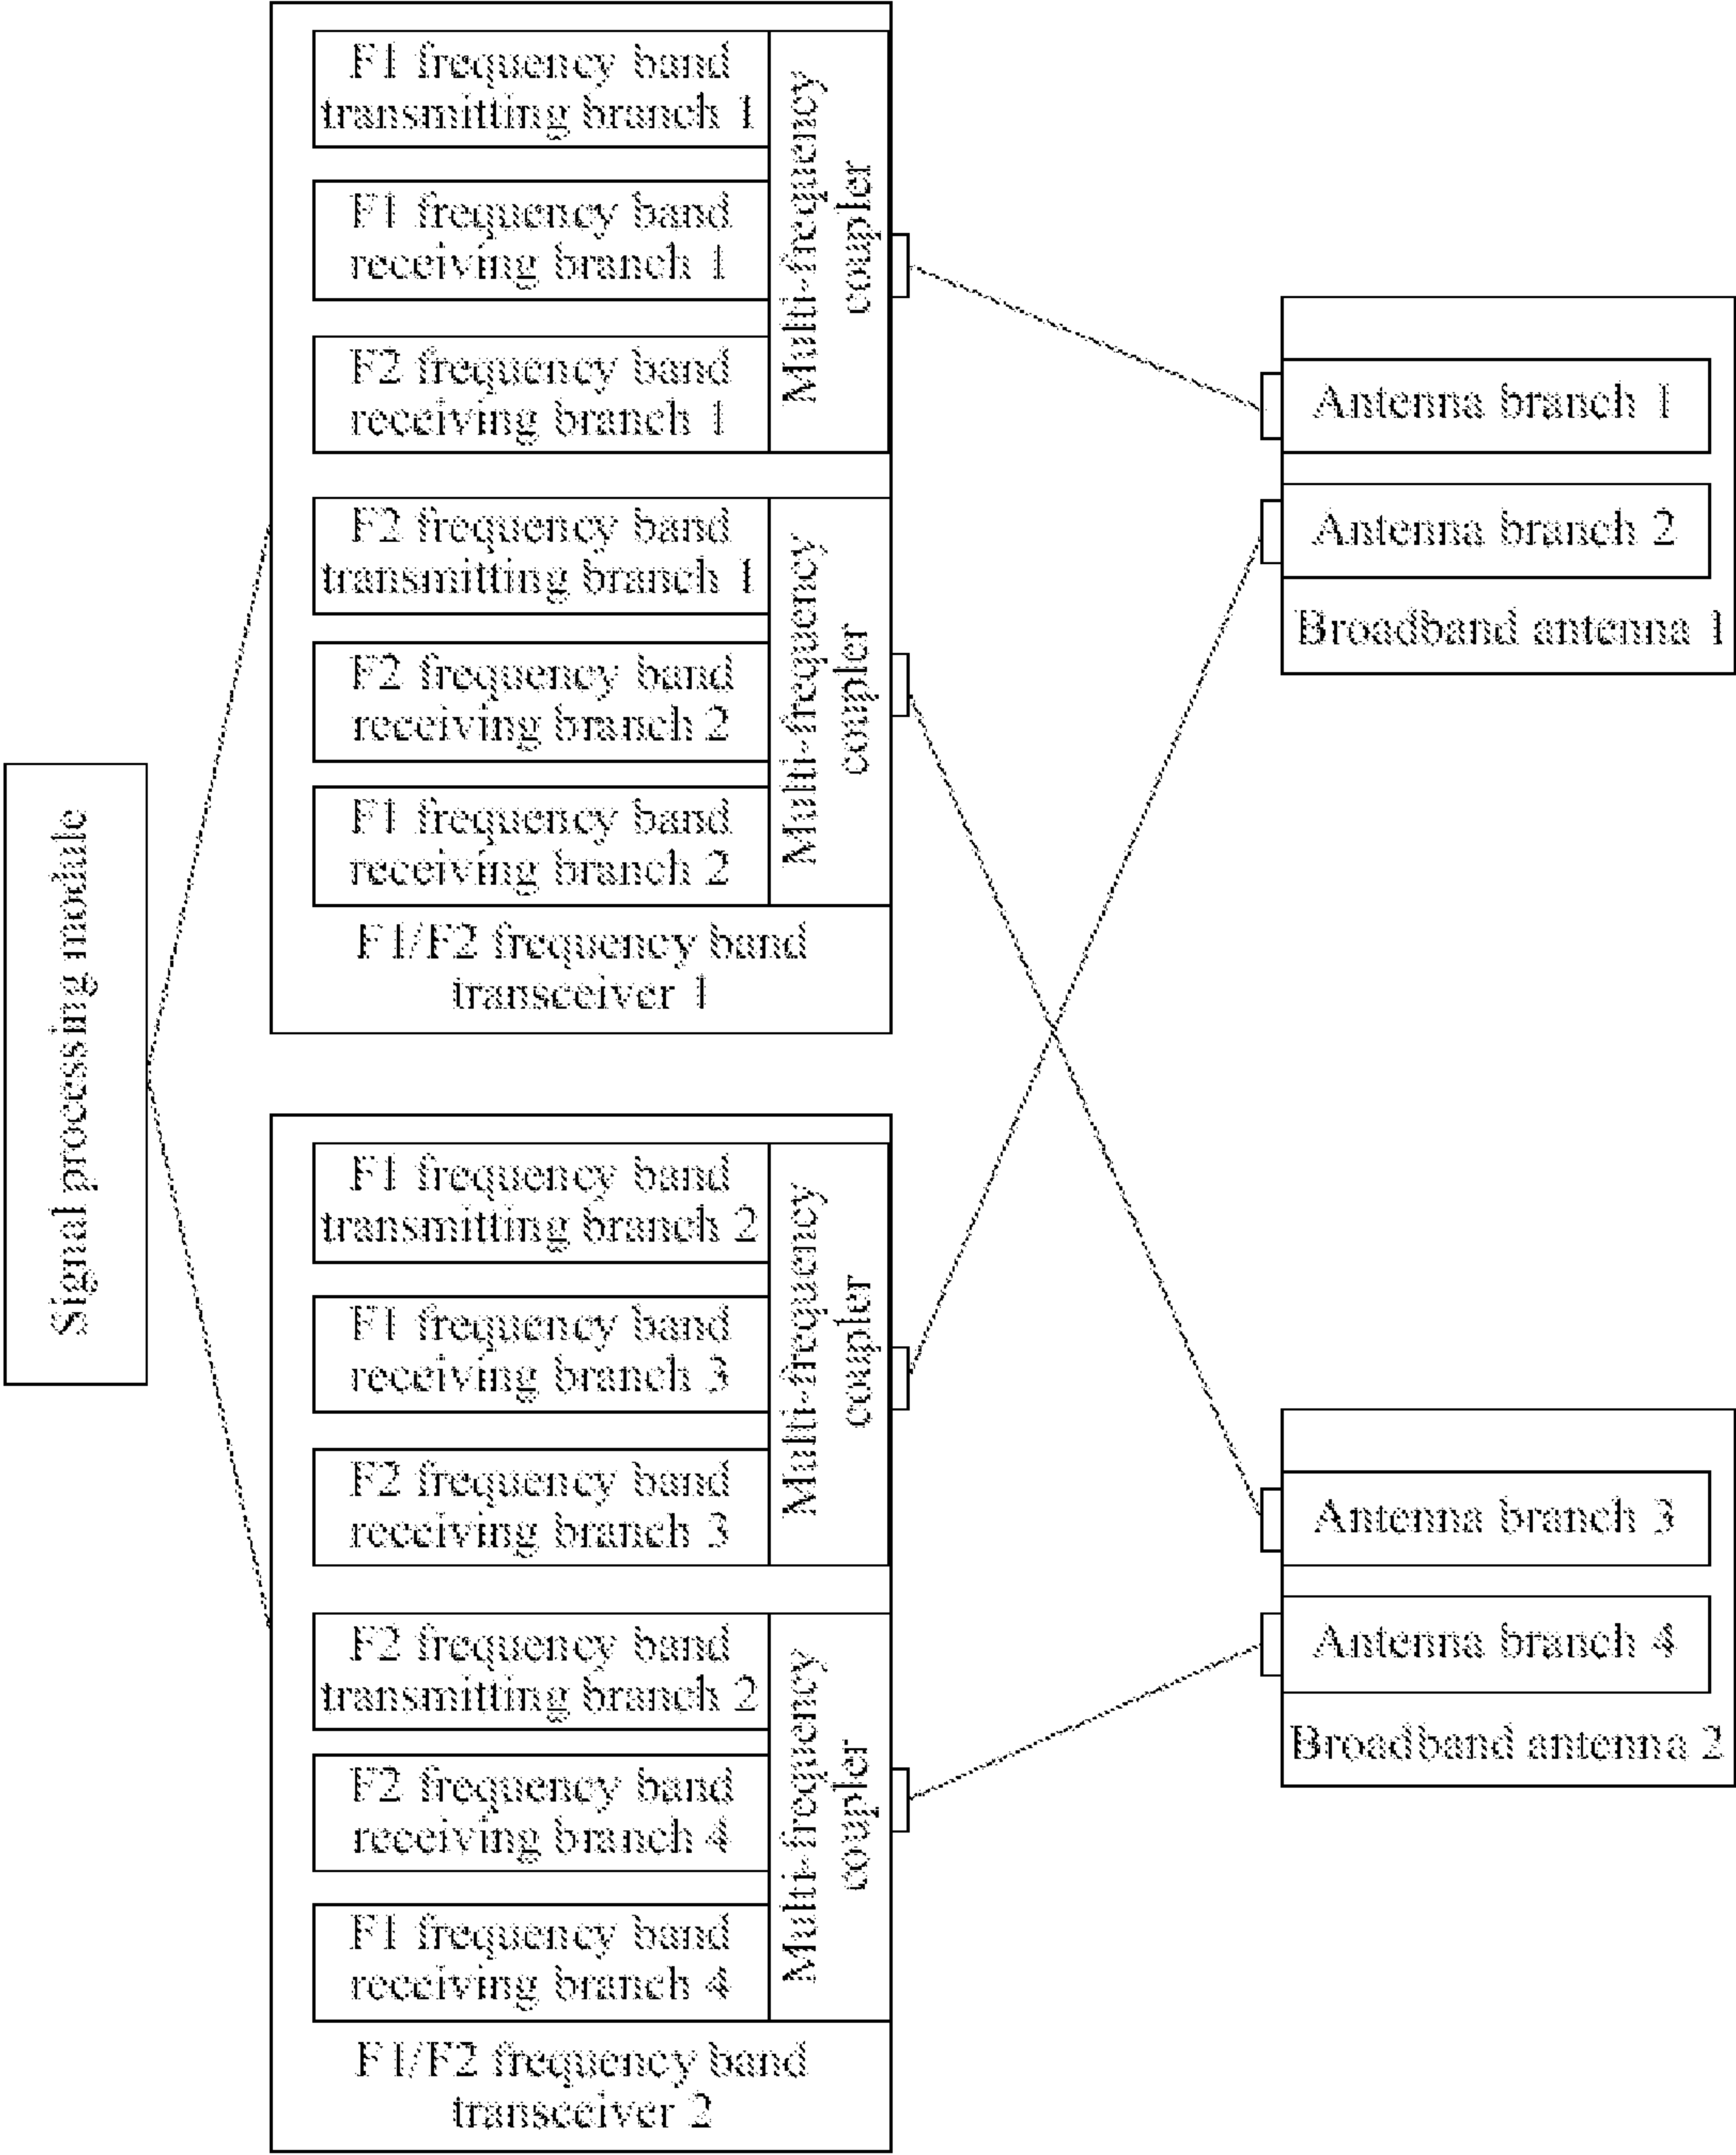 Signal processing module
F1 frequency band
transmitting branch 1
F1 frequency band
receiving branch 1
F2 frequency band
receiving branch 1
Multi-frequency
coupler
F2 frequency band
transmitting branch 1
F2 frequency band
receiving branch 2
F1 frequency band
receiving branch 2
Multi-frequency
coupler
F1/F2 frequency band
transceiver 1
F1 frequency band
transmitting branch 2
F1 frequency band
receiving branch 3
F2 frequency band
receiving branch 3
Multi-frequency
coupler
F2 frequency band
transmitting branch 2
F2 frequency band
receiving branch 4
F1 frequency band
receiving branch 4
Multi-frequency
coupler
F1/F2 frequency band
transceiver 2
Antenna branch 1
Antenna branch 2
Broadband antenna 1
Antenna branch 3
Antenna branch 4
Broadband antenna 2